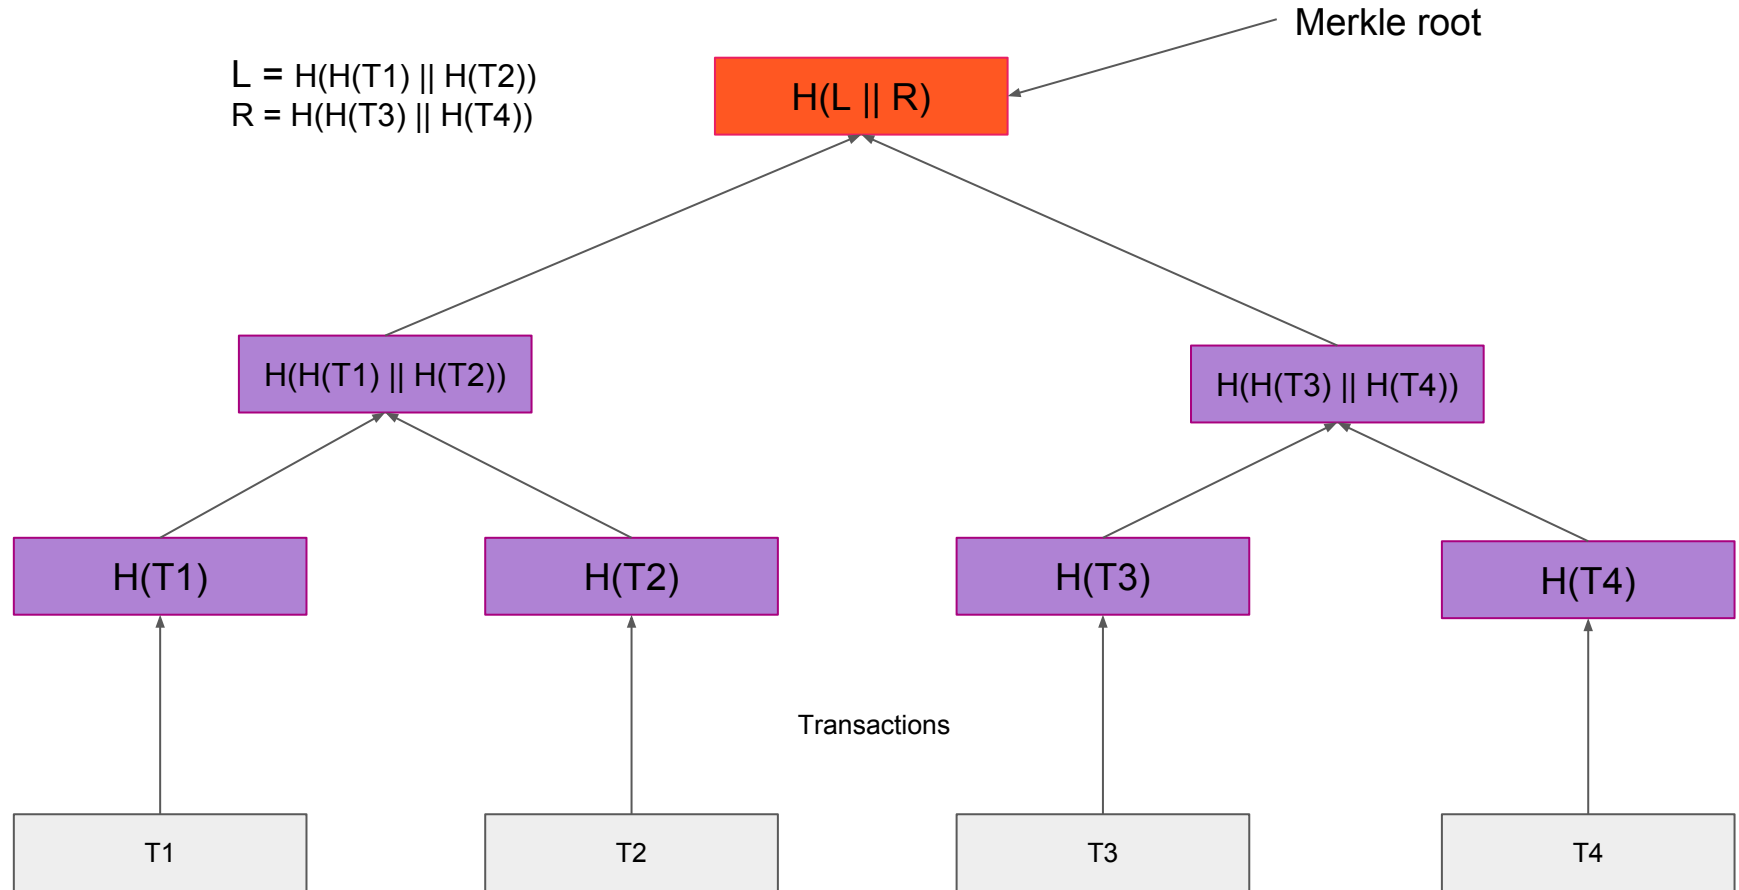 Merkle root
L = H(H(T1) || H(T2))
R = H(H(T3) || H(T4))
H(L || R)
H(H(T1) || H(T2))
H(H(T3) || H(T4))
H(T1)
H(T2)
H(T3)
H(T4)
Transactions
T1
T2
T3
T4